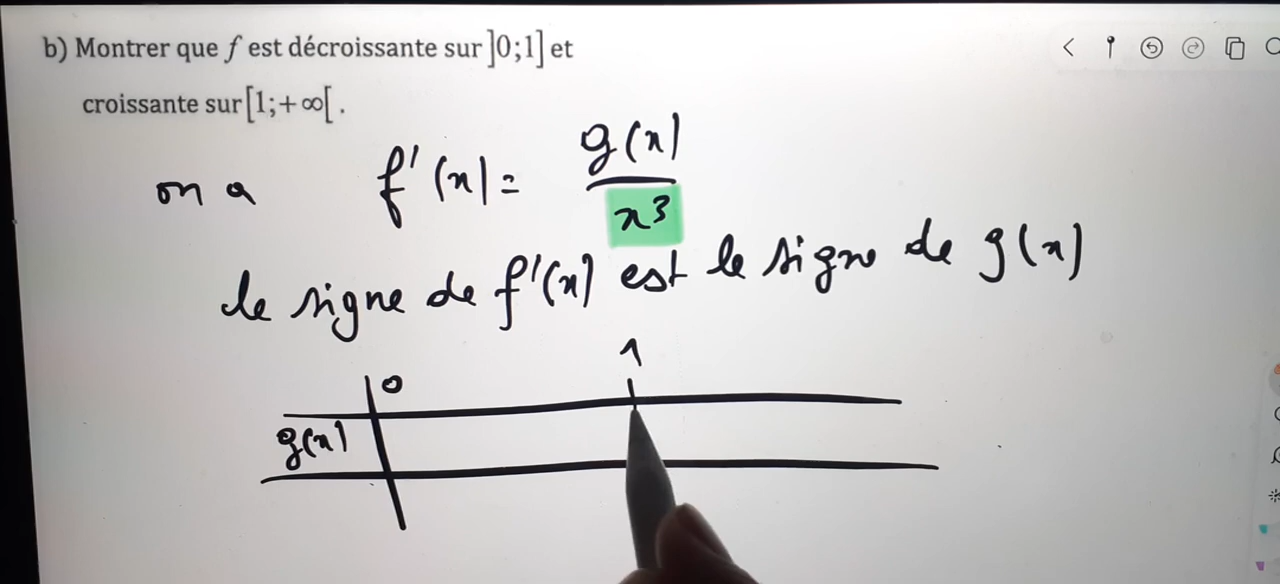 b) Montrer que f est décroissante sur ]0;1] et
croissante sur [1;+∞[ .
on a f'(x) = g(x) / x³
le signe de f'(x) est le signe de g(x)
0 1
g(x)